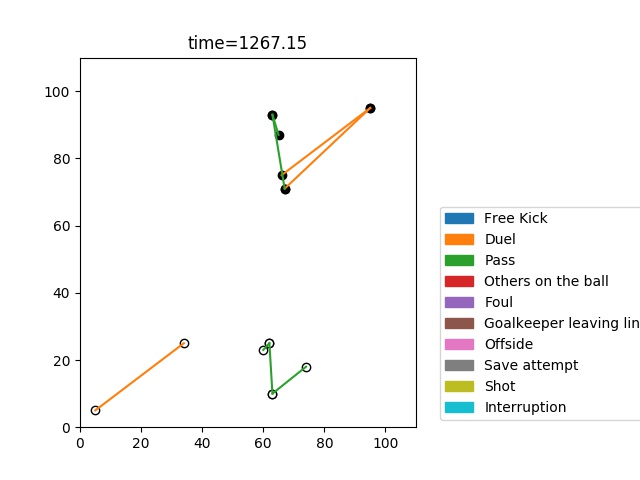 time=1267.15
100
80
60
40
20
0
0 20 40 60 80 100
Free Kick
Duel
Pass
Others on the ball
Foul
Goalkeeper leaving lin
Offside
Save attempt
Shot
Interruption